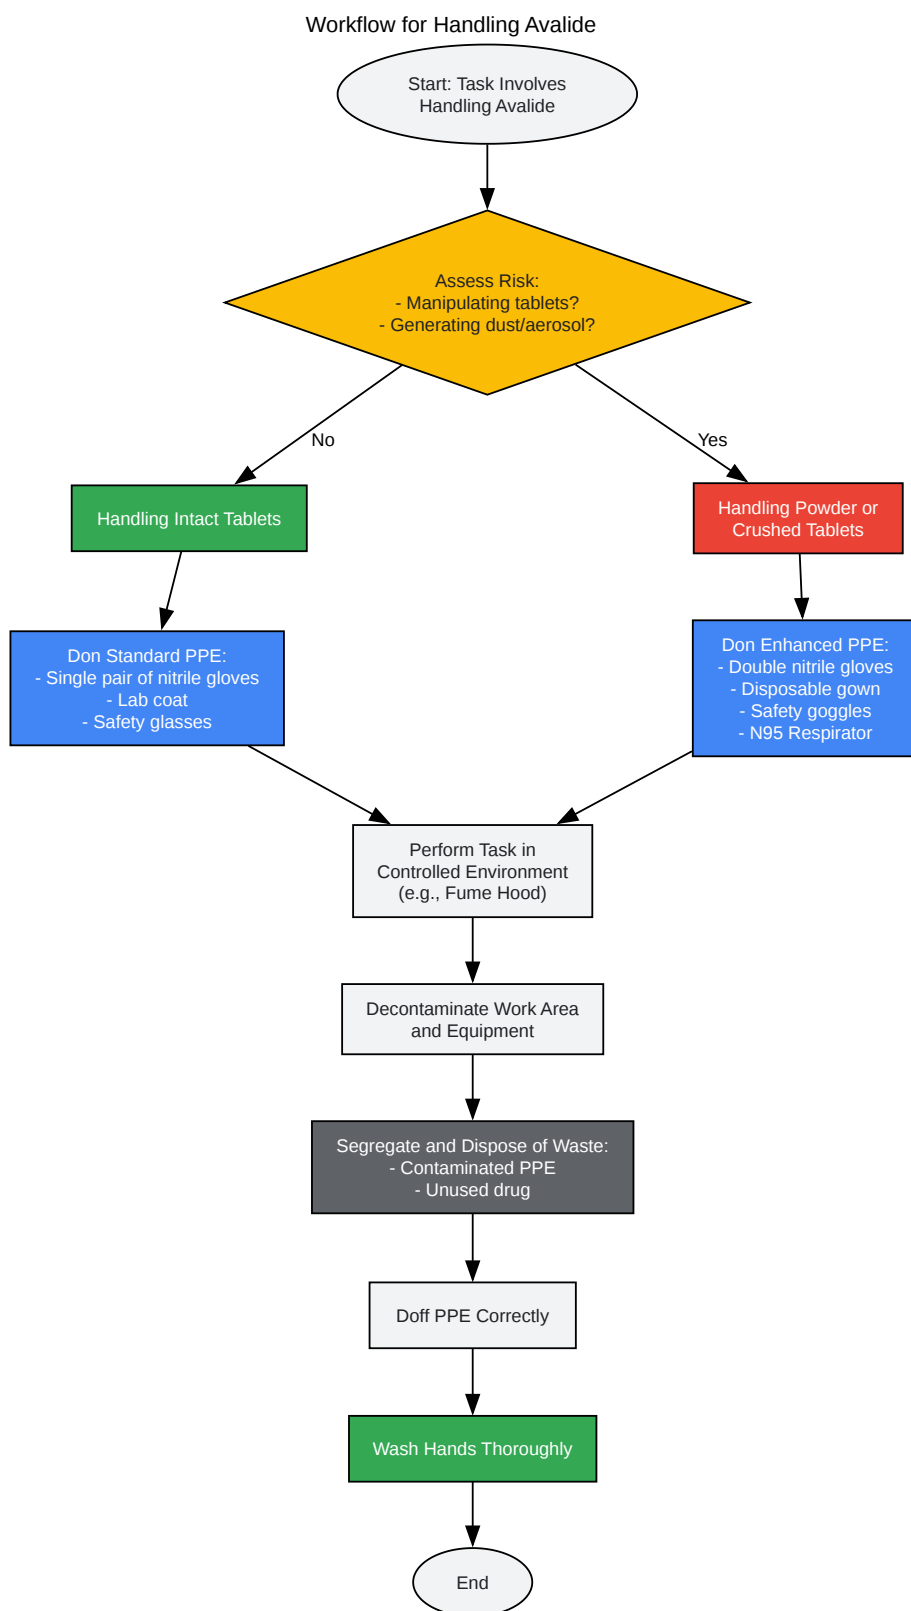 Workflow for Handling Avalide
Start: Task Involves
Handling Avalide
Assess Risk:
- Manipulating tablets?
- Generating dust/aerosol?
No
Yes
Handling Intact Tablets
Handling Powder or
Crushed Tablets
Don Standard PPE:
- Single pair of nitrile gloves
- Lab coat
- Safety glasses
Don Enhanced PPE:
- Double nitrile gloves
- Disposable gown
- Safety goggles
- N95 Respirator
Perform Task in
Controlled Environment
(e.g., Fume Hood)
Decontaminate Work Area
and Equipment
Segregate and Dispose of Waste:
- Contaminated PPE
- Unused drug
Doff PPE Correctly
Wash Hands Thoroughly
End